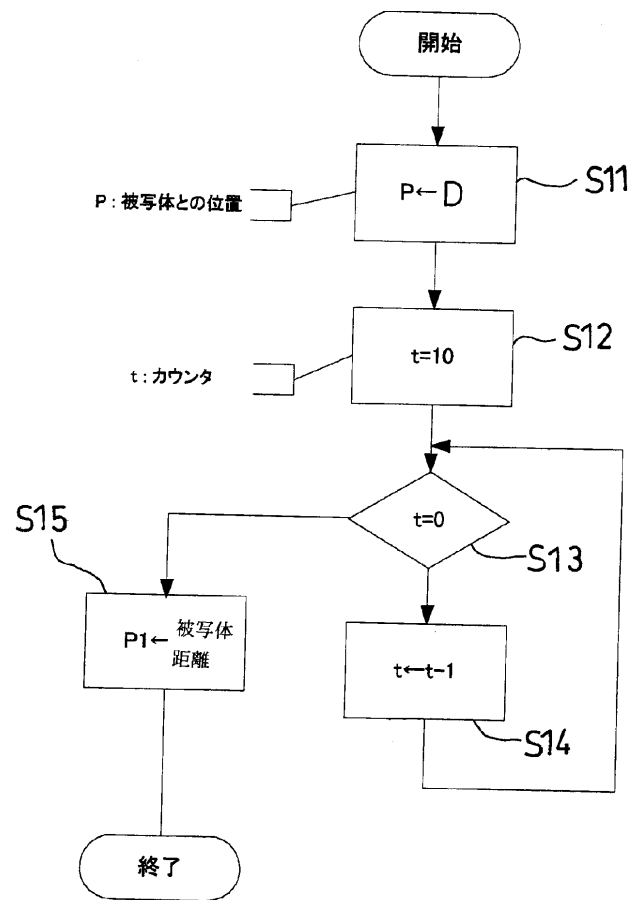 開始
P←D
S11
P：被写体との位置
t=10
S12
t：カウンタ
t=0
S13
S15
P1←被写体
距離
t←t-1
S14
終了